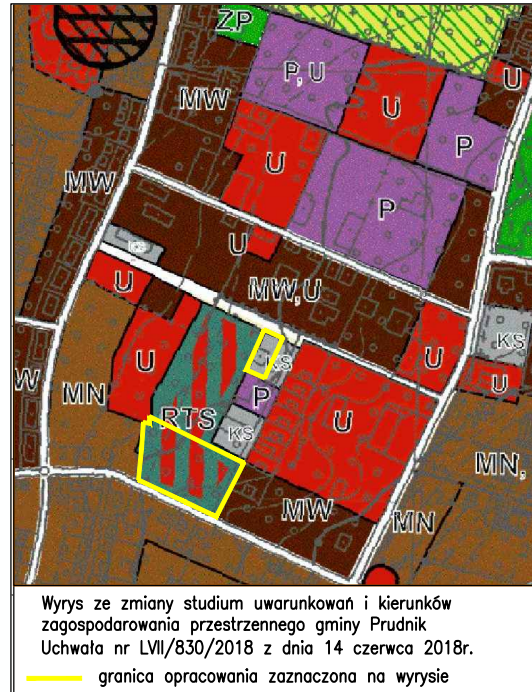 ZP
P, U
MW
U
P
U
MW
P
U
KS
MW, U
U
KS
U
U
KS
U
W
MN
P
RTS
U
KS
MN,
MW
MN
Wyrys ze zmiany studium uwarunkowań i kierunków
zagospodarowania przestrzennego gminy Prudnik
Uchwała nr LVII/830/2018 z dnia 14 czerwca 2018r.
granica opracowania zaznaczona na wyrysie